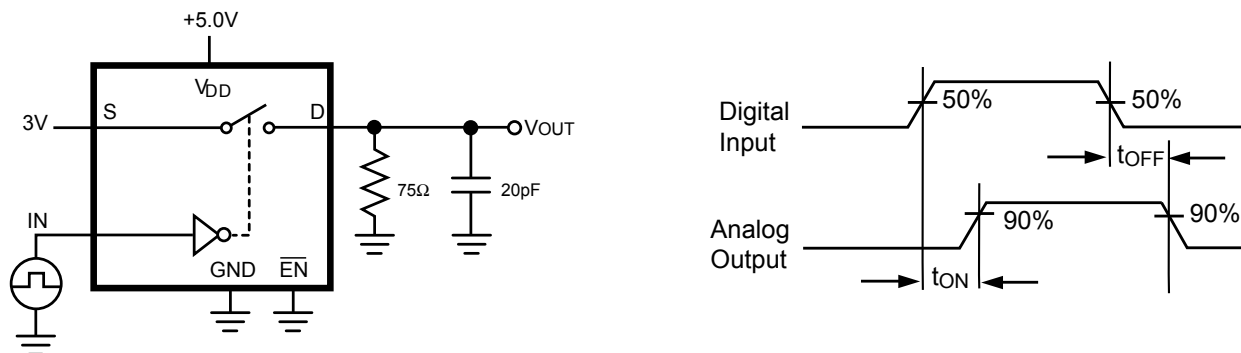 +5.0V
VDD
S
D
3V
VOUT
75Ω
20pF
IN
GND
EN
Digital
Input
50%
50%
tOFF
Analog
Output
90%
90%
tON